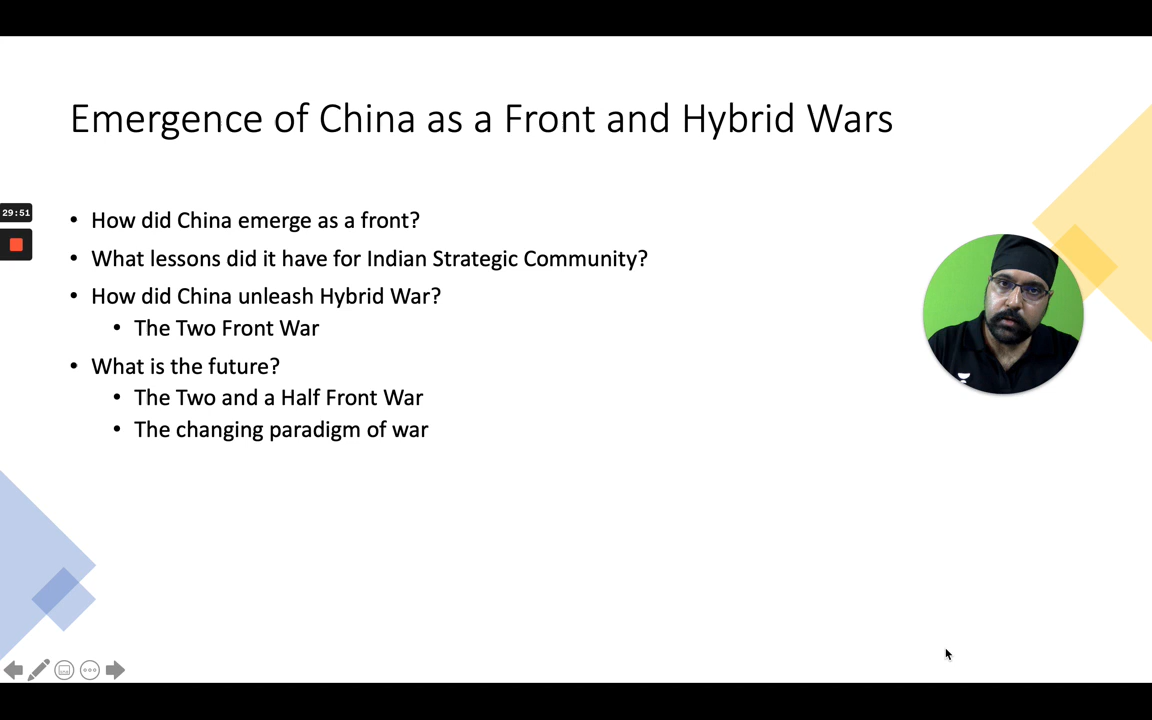 Emergence of China as a Front and Hybrid Wars
29:51
• How did China emerge as a front?
• What lessons did it have for Indian Strategic Community?
• How did China unleash Hybrid War?
• The Two Front War
• What is the future?
• The Two and a Half Front War
• The changing paradigm of war